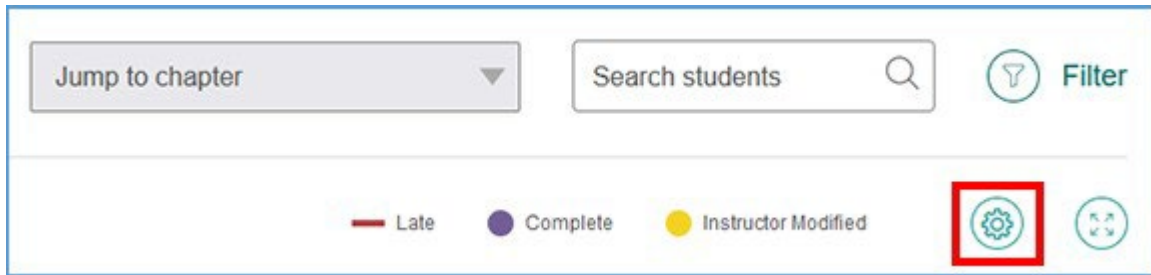 Jump to chapter Search students Filter
Late Complete Instructor Modified